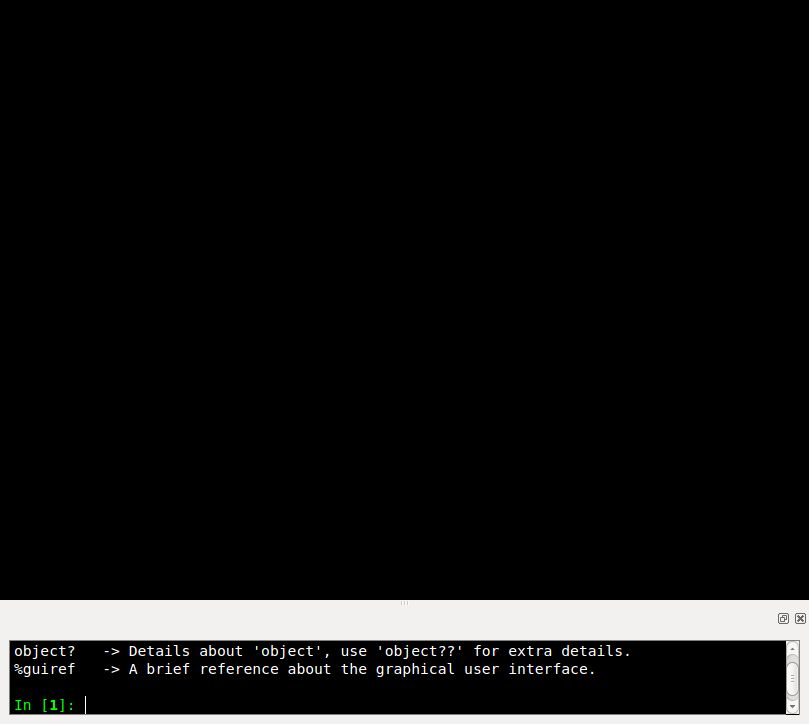 object?   -> Details about 'object', use 'object??' for extra details.
%guiref   -> A brief reference about the graphical user interface.
In [1]: